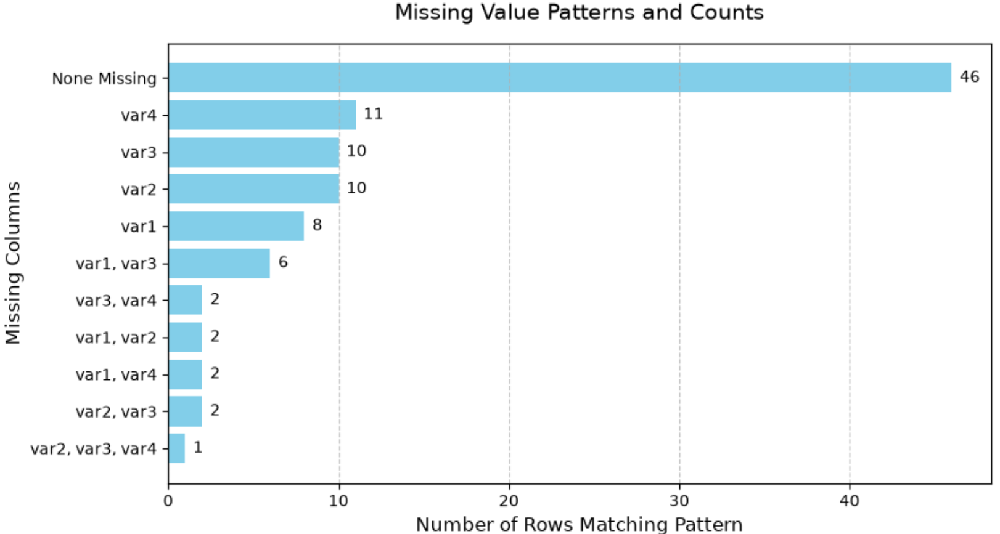 Missing Value Patterns and Counts
Missing Columns
None Missing
46
var4
11
var3
10
var2
10
var1
8
var1, var3
6
var3, var4
2
var1, var2
2
var1, var4
2
var2, var3
2
var2, var3, var4
1
0 10 20 30 40
Number of Rows Matching Pattern